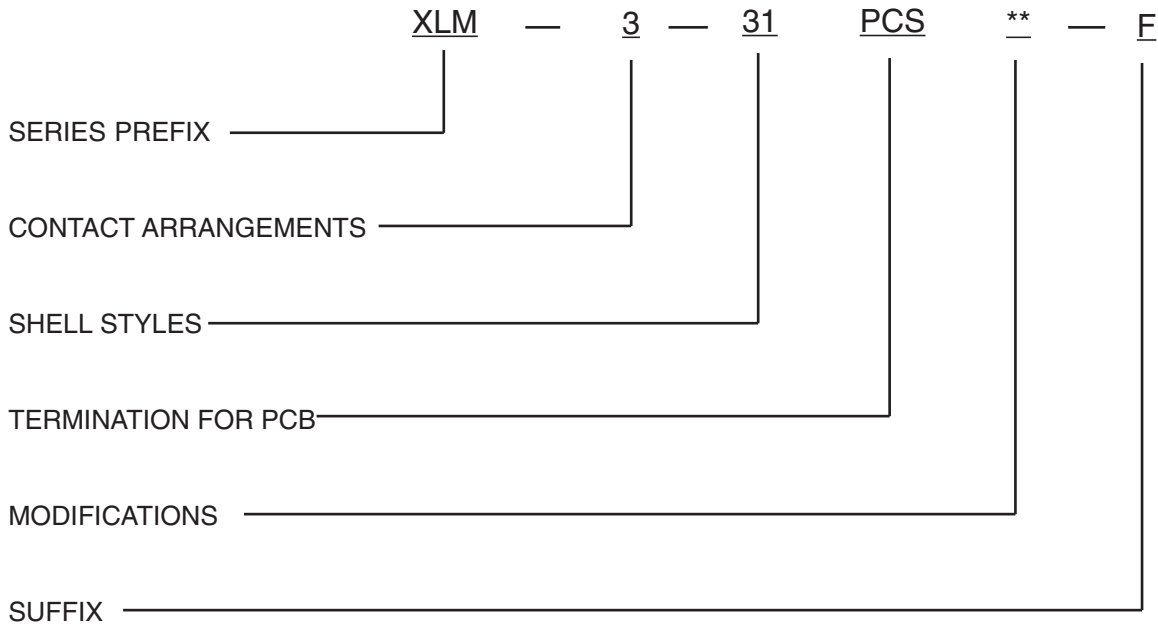 XLM — 3 — 31 PCS ** — F
SERIES PREFIX
CONTACT ARRANGEMENTS
SHELL STYLES
TERMINATION FOR PCB
MODIFICATIONS
SUFFIX